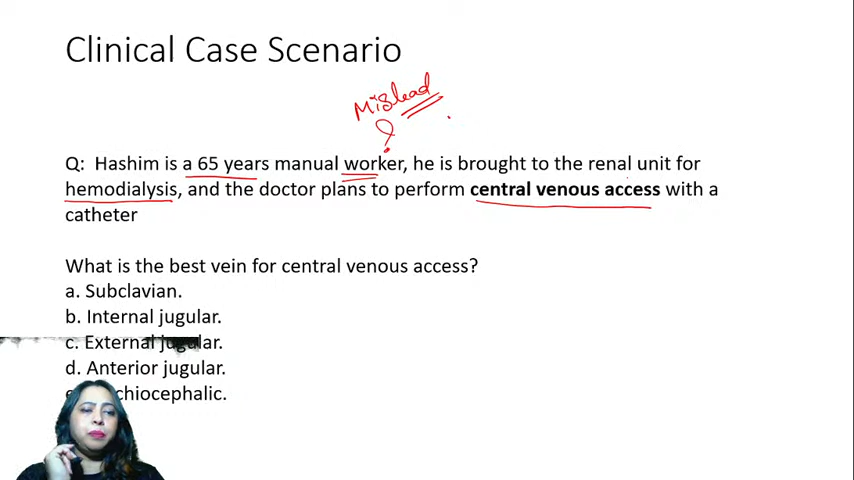 Clinical Case Scenario
Mislead
Q: Hashim is a 65 years manual worker, he is brought to the renal unit for
hemodialysis, and the doctor plans to perform central venous access with a
catheter
What is the best vein for central venous access?
a. Subclavian.
b. Internal jugular.
c. External jugular.
d. Anterior jugular.
chiocephalic.